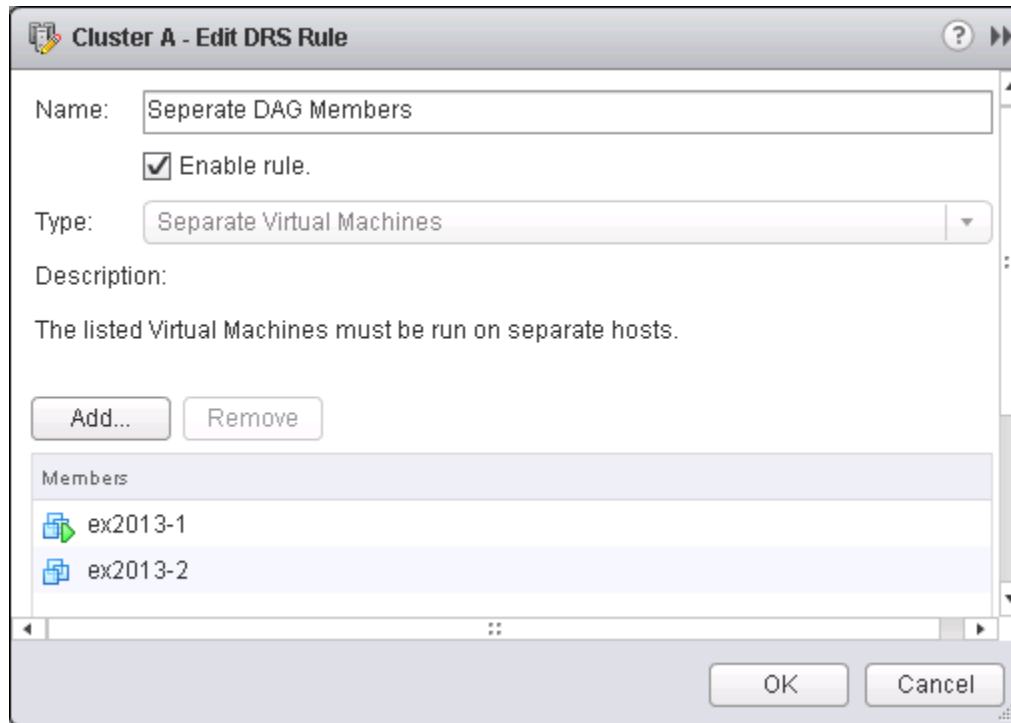 Cluster A - Edit DRS Rule ?
Name: Seperate DAG Members
Enable rule.
Type: Separate Virtual Machines
Description:
The listed Virtual Machines must be run on separate hosts.
Add... Remove
Members
ex2013-1
ex2013-2
OK Cancel